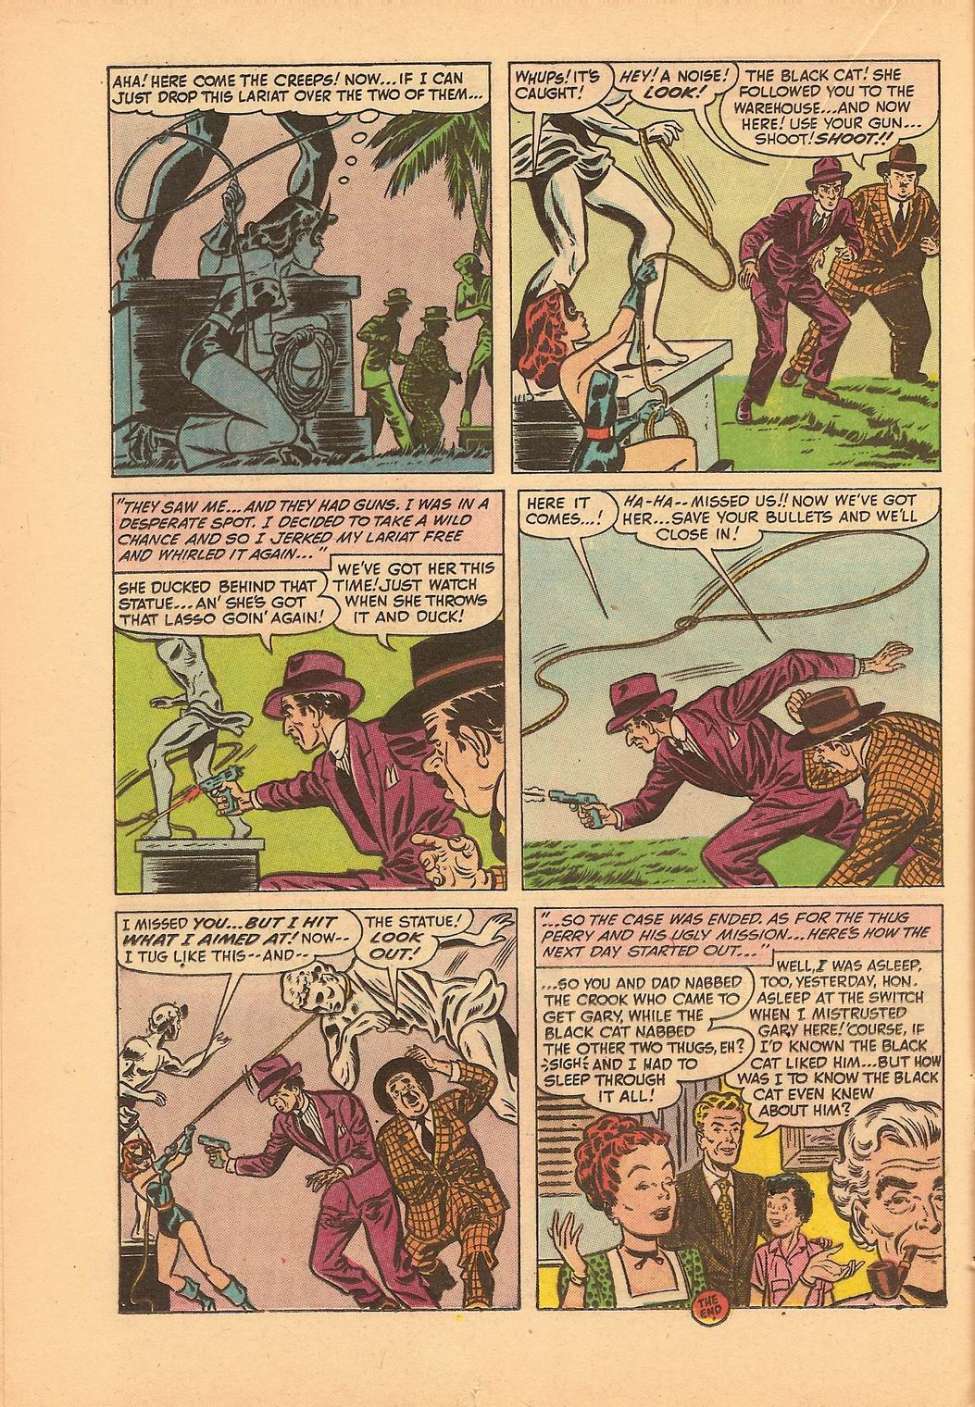 AHA! HERE COME THE CREEPS! NOW...IF I CAN
JUST DROP THIS LARIAT OVER THE TWO OF THEM...
WHUPS! IT'S
CAUGHT!
HEY! A NOISE!
LOOK!
THE BLACK CAT! SHE
FOLLOWED YOU TO THE
WAREHOUSE...AND NOW
HERE! USE YOUR GUN...
SHOOT! SHOOT!!
"THEY SAW ME...AND THEY HAD GUNS. I WAS IN A
DESPERATE SPOT. I DECIDED TO TAKE A WILD
CHANCE AND SO I JERKED MY LARIAT FREE
AND WHIRLED IT AGAIN..."
SHE DUCKED BEHIND THAT
STATUE...AN' SHE'S GOT
THAT LASSO GOIN' AGAIN!
WE'VE GOT HER THIS
TIME! JUST WATCH
WHEN SHE THROWS
IT AND DUCK!
HERE IT
COMES...!
HA-HA--MISSED US!! NOW WE'VE GOT
HER...SAVE YOUR BULLETS AND WE'LL
CLOSE IN!
I MISSED YOU...BUT I HIT
WHAT I AIMED AT! NOW--
I TUG LIKE THIS--AND--
THE STATUE!
LOOK
OUT!
"...SO THE CASE WAS ENDED. AS FOR THE THUG
PERRY AND HIS UGLY MISSION...HERE'S HOW THE
NEXT DAY STARTED OUT..."
...SO YOU AND DAD NABBED
THE CROOK WHO CAME TO
GET GARY, WHILE THE
BLACK CAT NABBED
THE OTHER TWO THUGS, EH?
SIGH AND I HAD TO
SLEEP THROUGH
IT ALL!
WELL, I WAS ASLEEP,
TOO, YESTERDAY, HON.
ASLEEP AT THE SWITCH
WHEN I MISTRUSTED
GARY HERE! 'COURSE, IF
I'D KNOWN THE BLACK
CAT LIKED HIM...BUT HOW
WAS I TO KNOW THE BLACK
CAT EVEN KNEW
ABOUT HIM?
THE
END